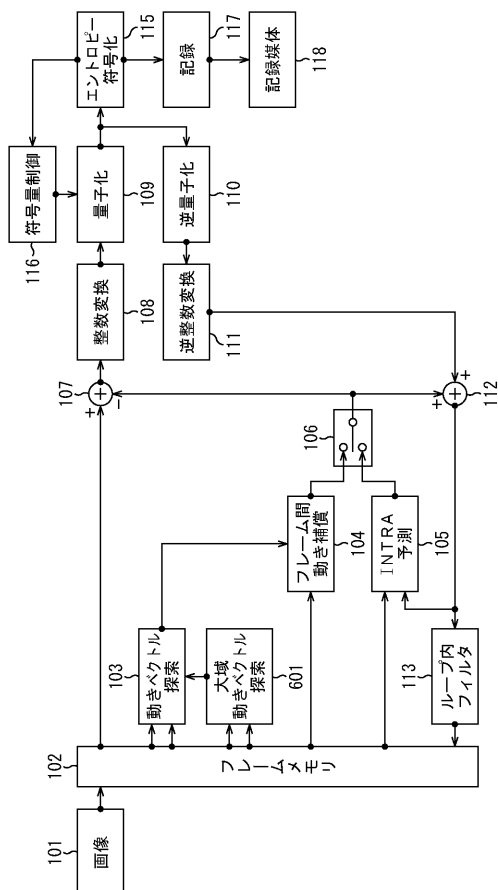 101
画像
102
フレームメモリ
103
動きベクトル
探索
大域
動きベクトル
探索
601
フレーム間
動き補償
104
INTRA
予測
105
106
107
+
−
整数変換
108
量子化
109
符号量制御
116
エントロピー
符号化
115
記録
117
記録媒体
118
逆量子化
110
逆整数変換
111
+
+
112
ループ内
フィルタ
113